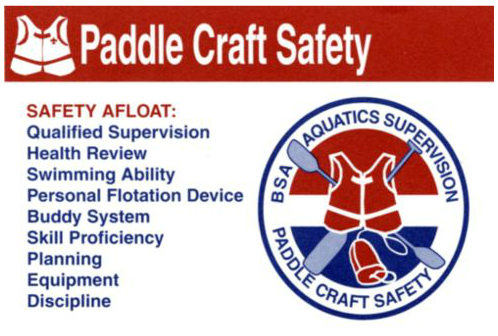 Paddle Craft Safety
SAFETY AFLOAT:
Qualified Supervision
Health Review
Swimming Ability
Personal Flotation Device
Buddy System
Skill Proficiency
Planning
Equipment
Discipline
BSA AQUATICS SUPERVISION
PADDLE CRAFT SAFETY